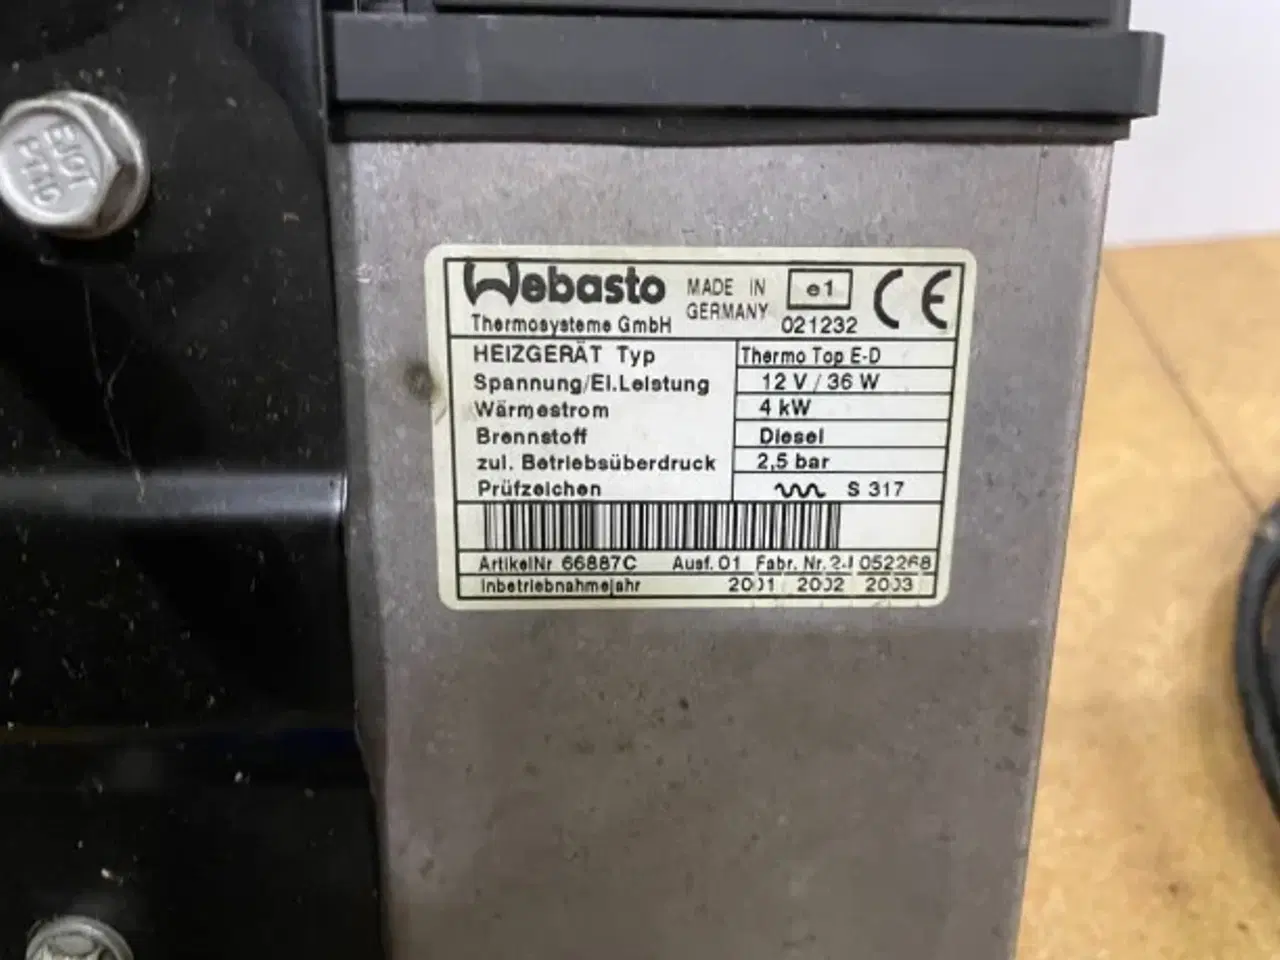 EJOT
PT10
Webasto
MADE IN
GERMANY
e1
CE
Thermosysteme GmbH
021232
HEIZGERÄT Typ Thermo Top E-D
Spannung/El.Leistung 12 V / 36 W
Wärmestrom 4 kW
Brennstoff Diesel
zul. Betriebsüberdruck 2,5 bar
Prüfzeichen S 317
ArtikelNr 66887C Ausf. 01 Fabr. Nr. 052268
Inbetriebnahmejahr 2001 2002 2003